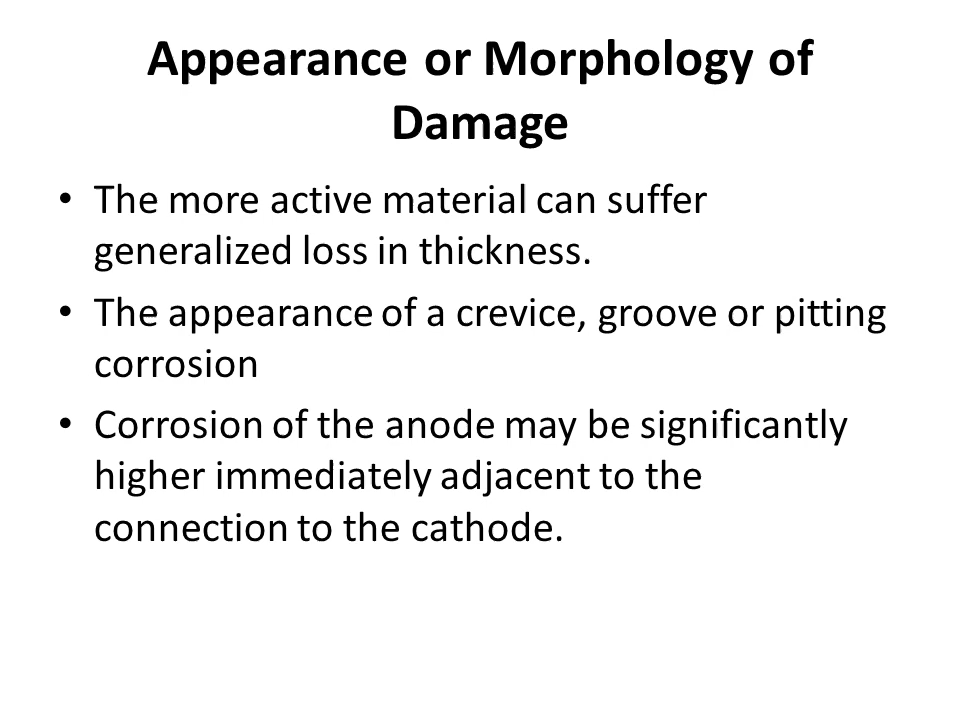 Appearance or Morphology of
Damage
• The more active material can suffer
generalized loss in thickness.
• The appearance of a crevice, groove or pitting
corrosion
• Corrosion of the anode may be significantly
higher immediately adjacent to the
connection to the cathode.